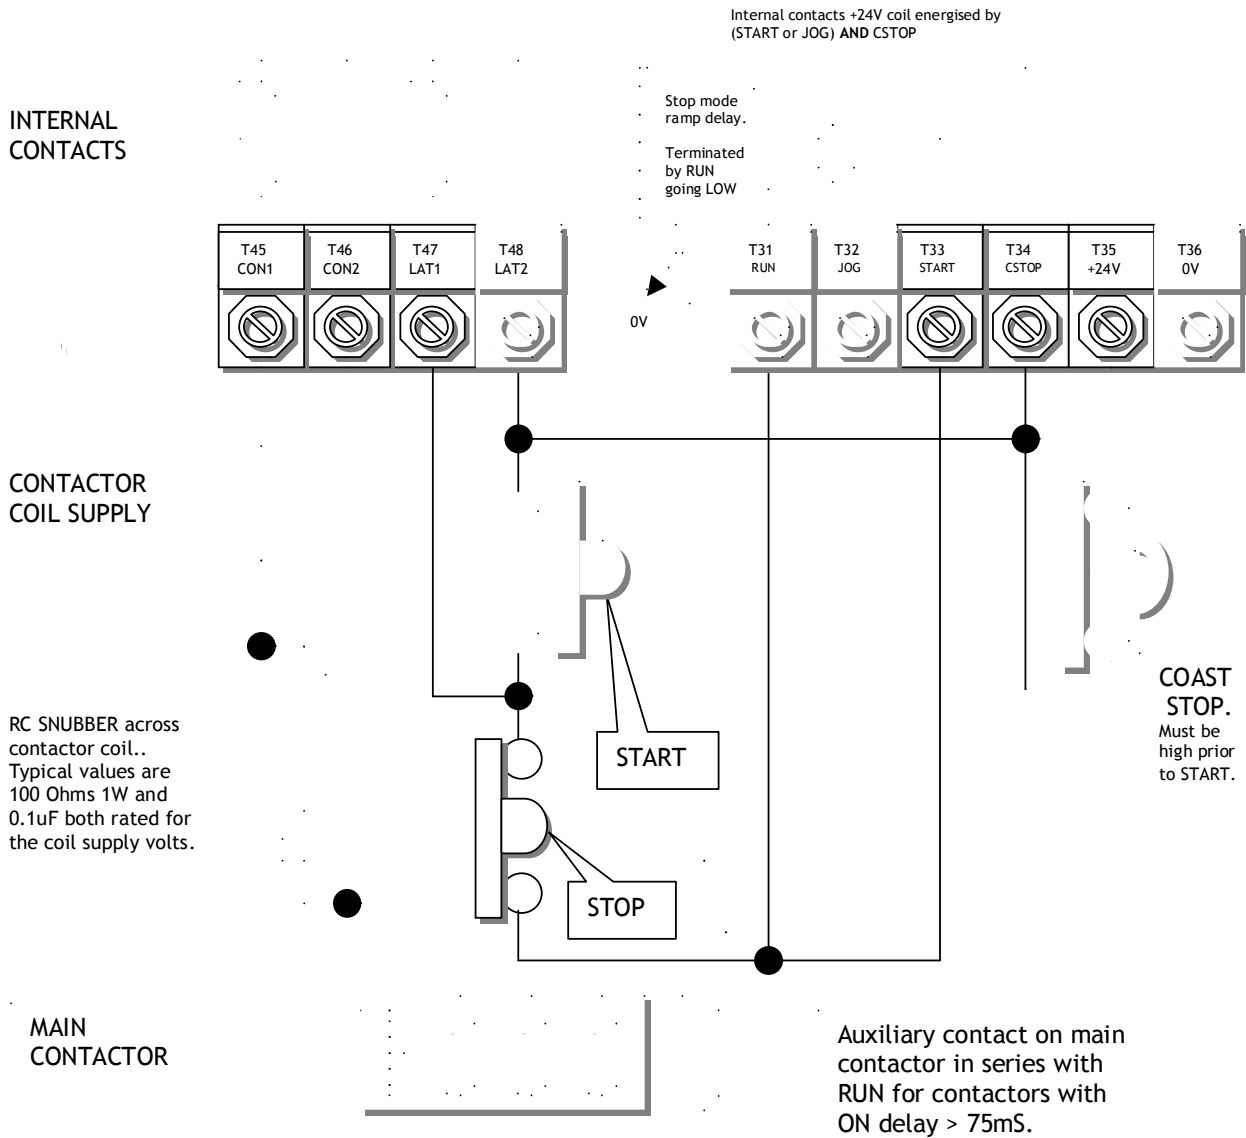 Internal contacts +24V coil energised by
(START or JOG) AND CSTOP
Stop mode
ramp delay.
Terminated
by RUN
going LOW
INTERNAL
CONTACTS
T45
CON1
T46
CON2
T47
LAT1
T48
LAT2
0V
T31
RUN
T32
JOG
T33
START
T34
CSTOP
T35
+24V
T36
0V
CONTACTOR
COIL SUPPLY
COAST
STOP.
Must be
high prior
to START.
RC SNUBBER across
contactor coil..
Typical values are
100 Ohms 1W and
0.1uF both rated for
the coil supply volts.
START
STOP
MAIN
CONTACTOR
Auxiliary contact on main
contactor in series with
RUN for contactors with
ON delay > 75mS.